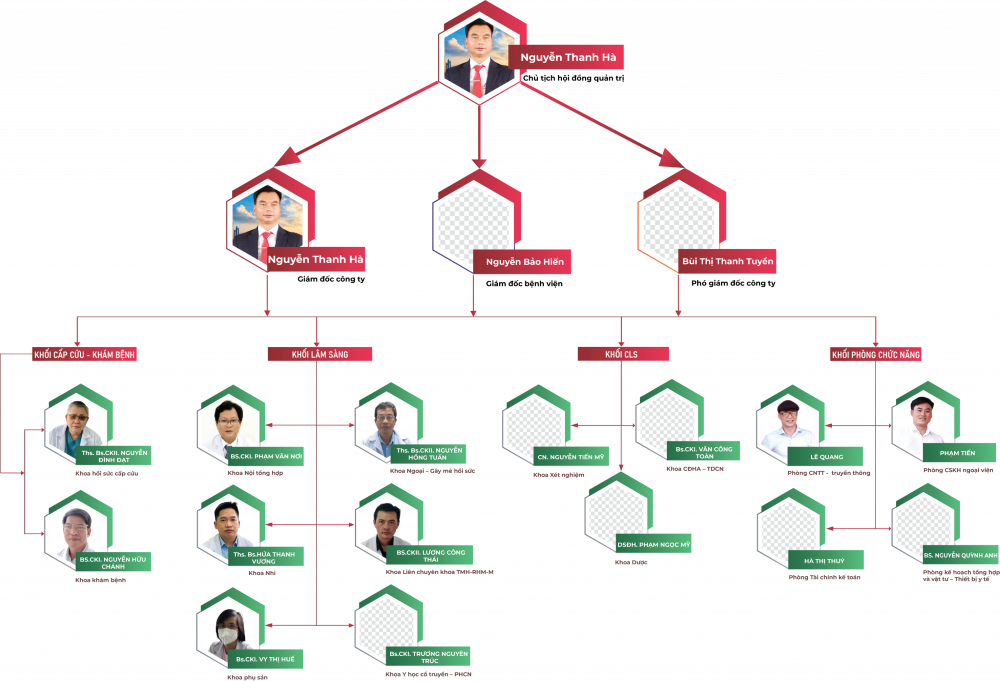 Nguyễn Thanh Hà
Chủ tịch hội đồng quản trị
Nguyễn Thanh Hà
Giám đốc công ty
Nguyễn Bảo Hiến
Giám đốc bệnh viện
Bùi Thị Thanh Tuyền
Phó giám đốc công ty
KHỐI CẤP CỨU – KHÁM BỆNH
KHỐI LÂM SÀNG
KHỐI CLS
KHỐI PHÒNG CHỨC NĂNG
Ths. Bs.CKII. NGUYỄN
ĐÌNH ĐẠT
Khoa hồi sức cấp cứu
BS.CKI. PHẠM VĂN NƠI
Khoa Nội tổng hợp
Ths. Bs.CKII. NGUYỄN
HỒNG TUẤN
Khoa Ngoại – Gây mê hồi sức
CN. NGUYỄN TIẾN MỸ
Khoa Xét nghiệm
Bs.CKI. VĂN CÔNG
TOÀN
Khoa CĐHA – TDCN
LÊ QUANG
Phòng CNTT - truyền thông
PHẠM TIẾN
Phòng CSKH ngoại viện
BS.CKI. NGUYỄN HỮU
CHÁNH
Khoa khám bệnh
Ths. Bs.HỨA THANH
VƯƠNG
Khoa Nhi
BS.CKII. LƯƠNG CÔNG
THÁI
Khoa Liên chuyên khoa TMH-RHM-M
DSĐH. PHẠM NGỌC MỸ
Khoa Dược
HÀ THỊ THUÝ
Phòng Tài chính kế toán
BS. NGUYỄN QUỲNH ANH
Phòng kế hoạch tổng hợp
và vật tư – Thiết bị y tế
Bs.CKI. VY THỊ HUẾ
Khoa phụ sản
Bs.CKI. TRƯƠNG NGUYÊN
TRÚC
Khoa Y học cổ truyền – PHCN